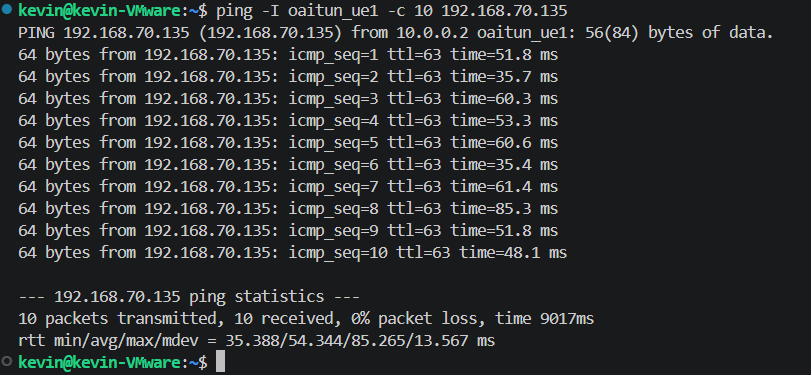 kevin@kevin-VMware:~$ ping -I oaitun_ue1 -c 10 192.168.70.135
PING 192.168.70.135 (192.168.70.135) from 10.0.0.2 oaitun_ue1: 56(84) bytes of data.
64 bytes from 192.168.70.135: icmp_seq=1 ttl=63 time=51.8 ms
64 bytes from 192.168.70.135: icmp_seq=2 ttl=63 time=35.7 ms
64 bytes from 192.168.70.135: icmp_seq=3 ttl=63 time=60.3 ms
64 bytes from 192.168.70.135: icmp_seq=4 ttl=63 time=53.3 ms
64 bytes from 192.168.70.135: icmp_seq=5 ttl=63 time=60.6 ms
64 bytes from 192.168.70.135: icmp_seq=6 ttl=63 time=35.4 ms
64 bytes from 192.168.70.135: icmp_seq=7 ttl=63 time=61.4 ms
64 bytes from 192.168.70.135: icmp_seq=8 ttl=63 time=85.3 ms
64 bytes from 192.168.70.135: icmp_seq=9 ttl=63 time=51.8 ms
64 bytes from 192.168.70.135: icmp_seq=10 ttl=63 time=48.1 ms
--- 192.168.70.135 ping statistics ---
10 packets transmitted, 10 received, 0% packet loss, time 9017ms
rtt min/avg/max/mdev = 35.388/54.344/85.265/13.567 ms
kevin@kevin-VMware:~$